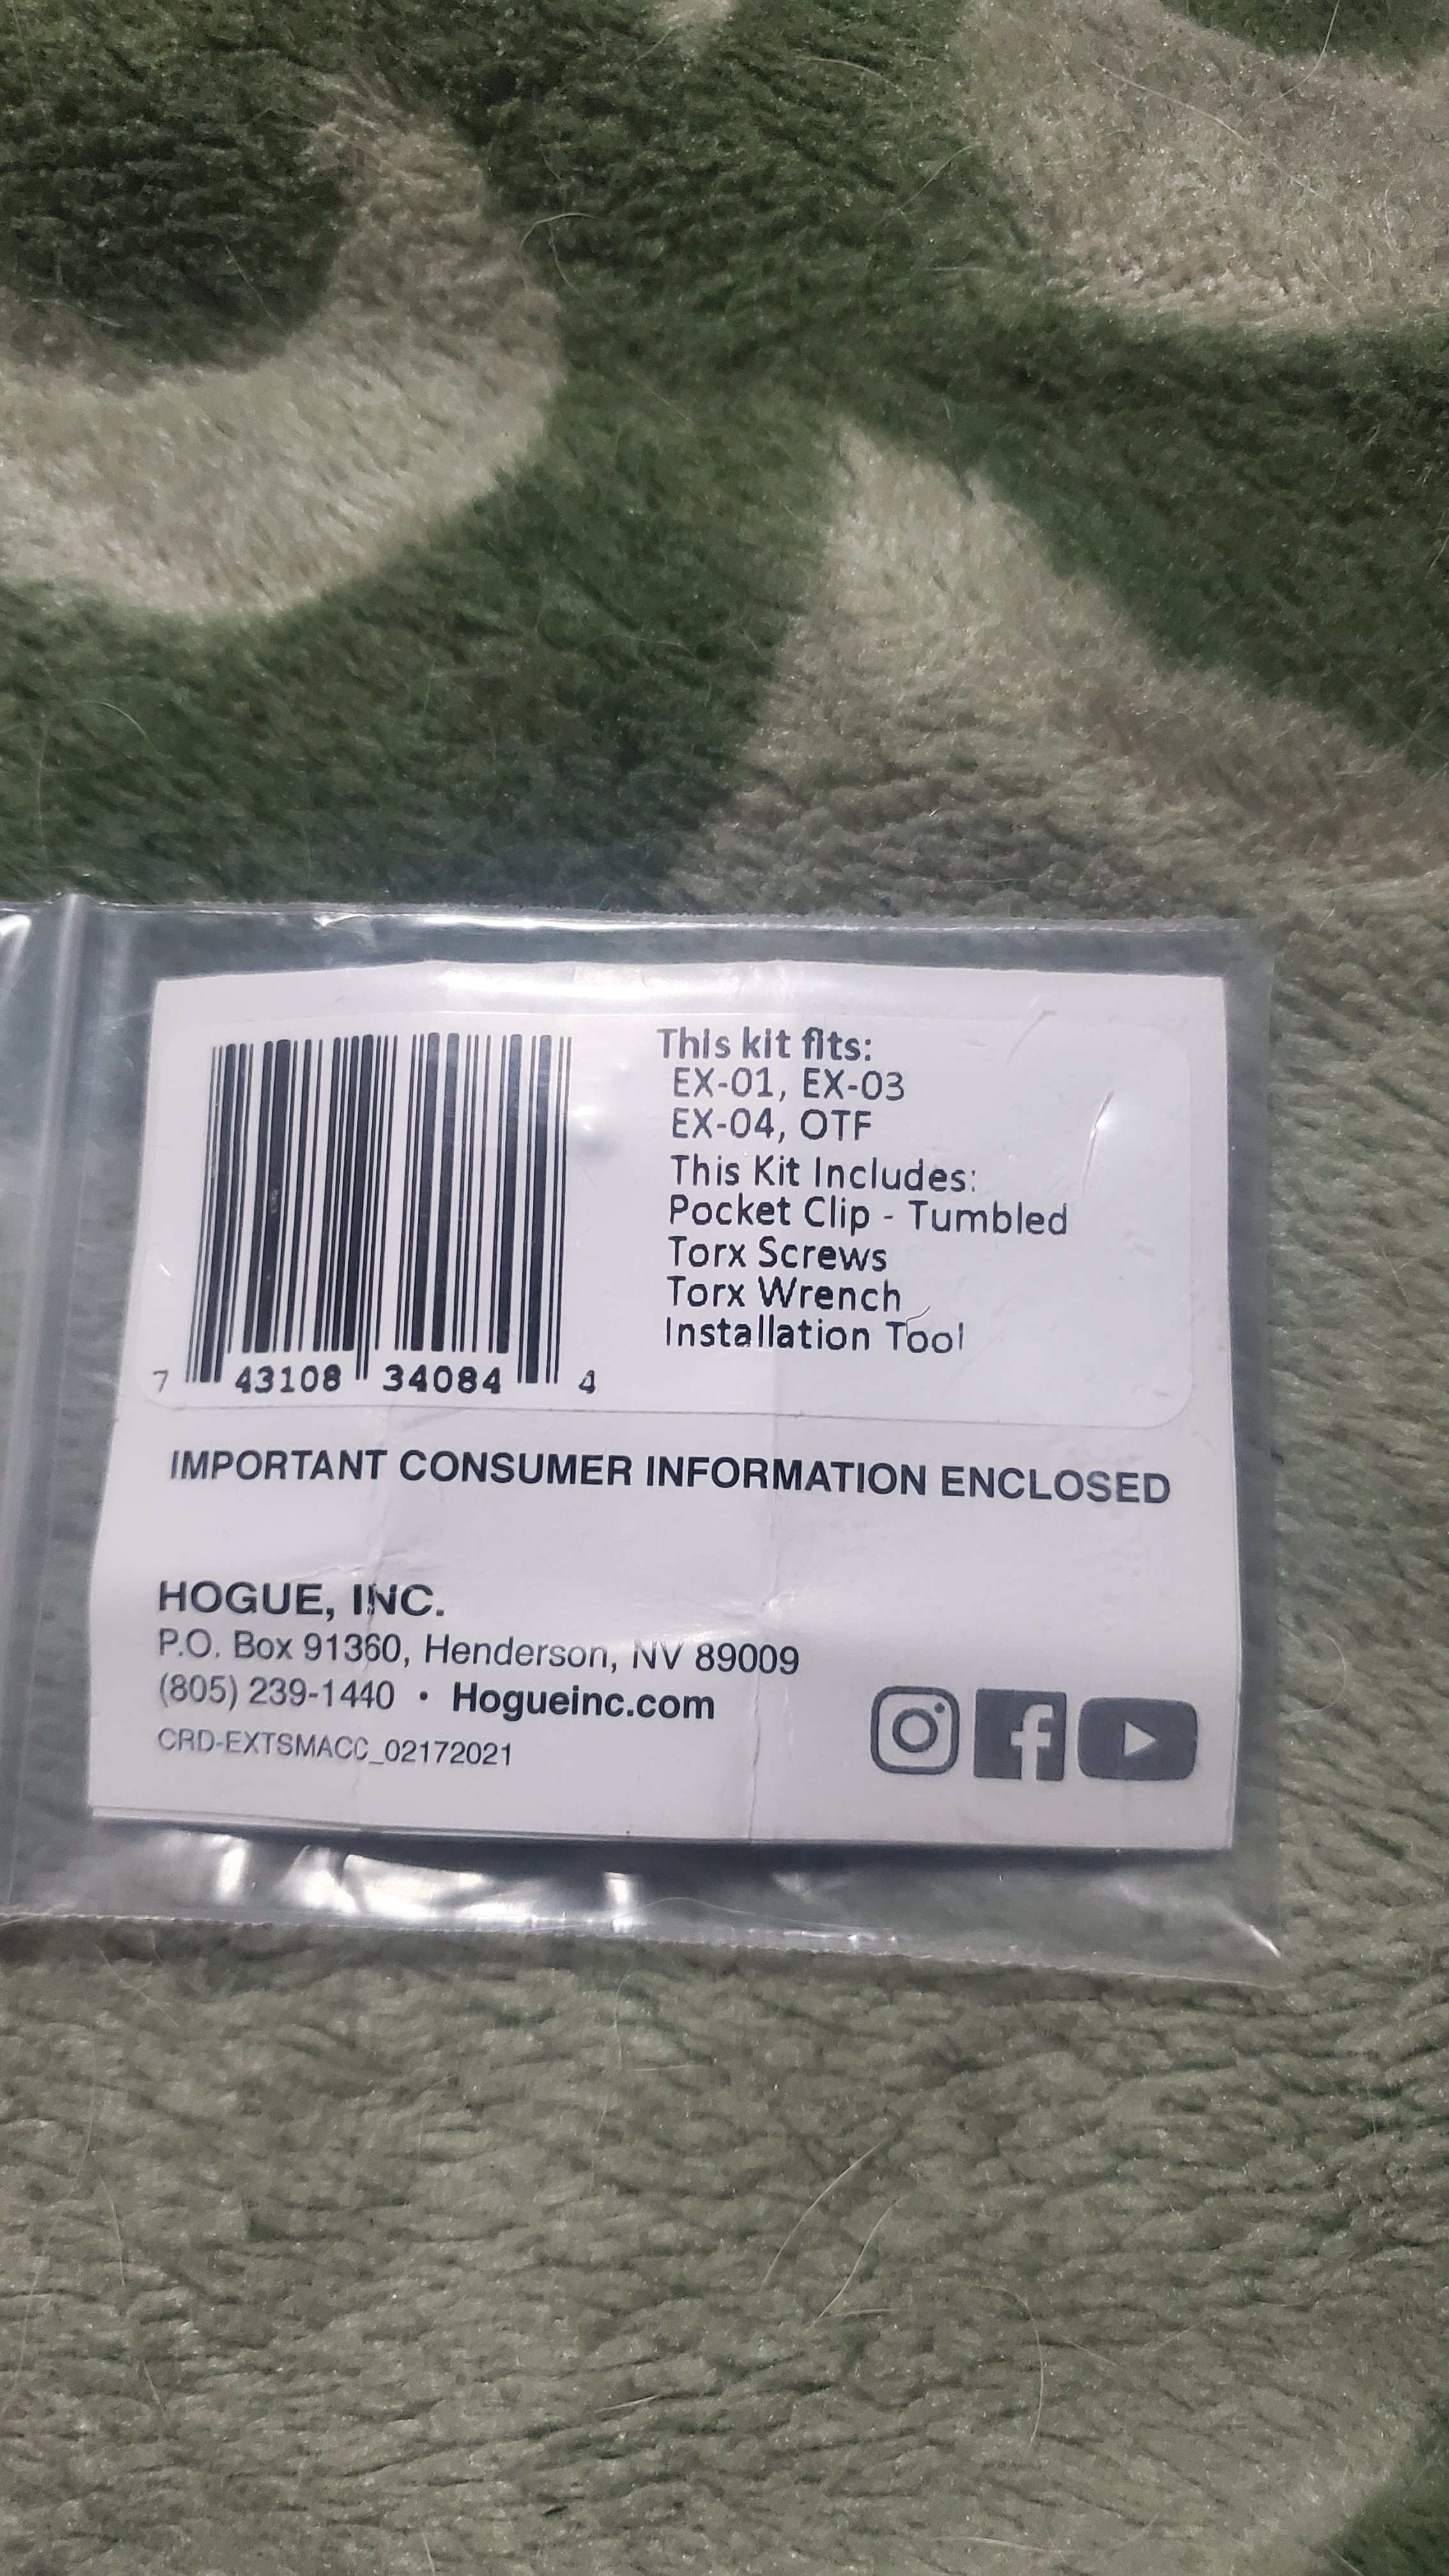 This kit fits:
EX-01, EX-03
EX-04, OTF
This Kit Includes:
Pocket Clip - Tumbled
Torx Screws
Torx Wrench
Installation Tool
7 43108 34084 4
IMPORTANT CONSUMER INFORMATION ENCLOSED
HOGUE, INC.
P.O. Box 91360, Henderson, NV 89009
(805) 239-1440 • Hogueinc.com
CRD-EXTSMACC_02172021